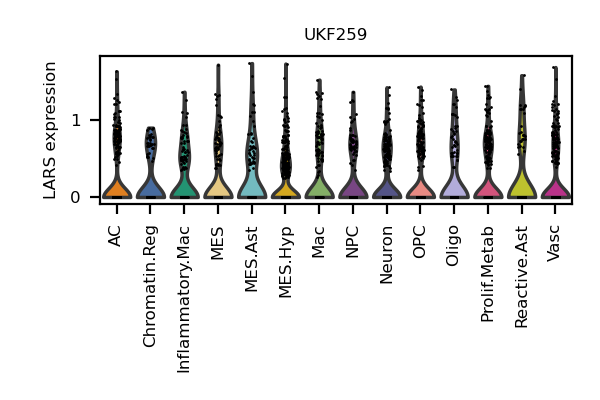 UKF259
LARS expression
1
0
AC
Chromatin.Reg
Inflammatory.Mac
MES
MES.Ast
MES.Hyp
Mac
NPC
Neuron
OPC
Oligo
Prolif.Metab
Reactive.Ast
Vasc